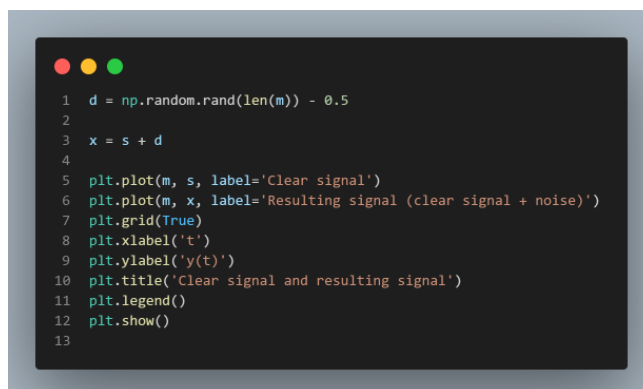 1 d = np.random.rand(len(m)) - 0.5
2
3 x = s + d
4
5 plt.plot(m, s, label='Clear signal')
6 plt.plot(m, x, label='Resulting signal (clear signal + noise)')
7 plt.grid(True)
8 plt.xlabel('t')
9 plt.ylabel('y(t)')
10 plt.title('Clear signal and resulting signal')
11 plt.legend()
12 plt.show()
13